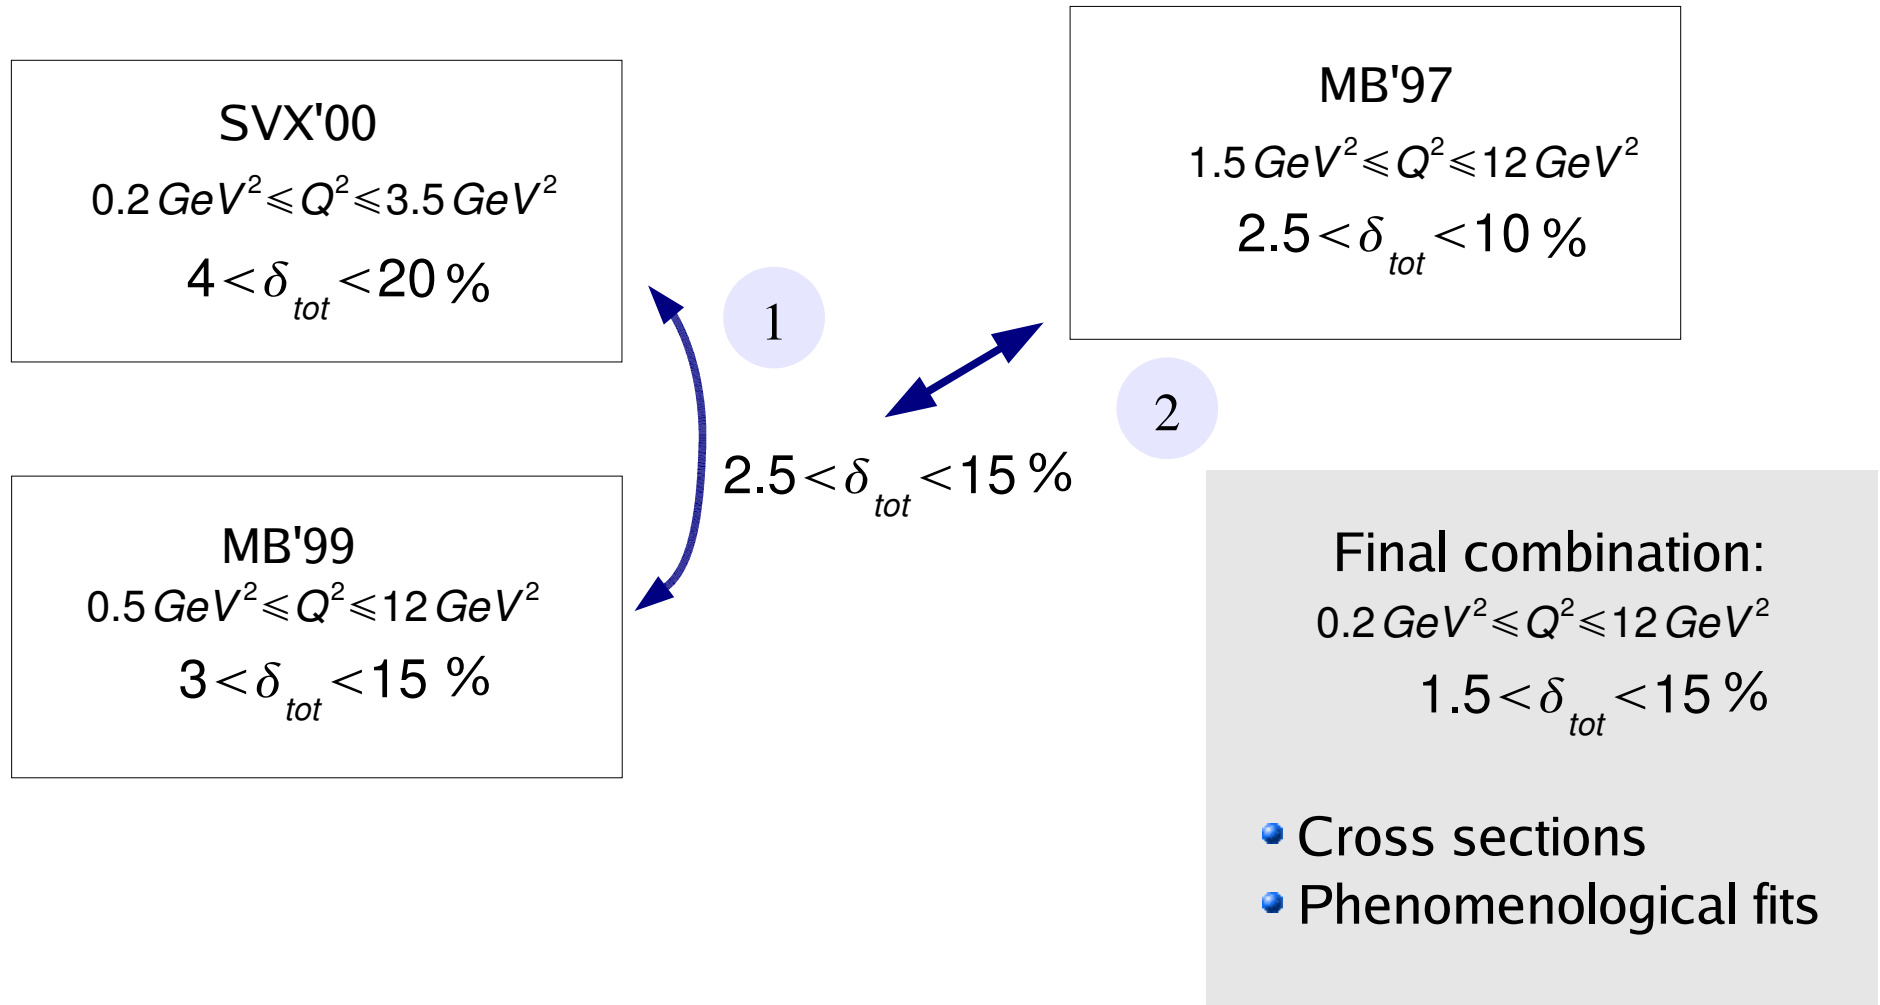 SVX'00
0.2 GeV² ⩽ Q² ⩽ 3.5 GeV²
4 < δ_tot < 20 %
MB'97
1.5 GeV² ⩽ Q² ⩽ 12 GeV²
2.5 < δ_tot < 10 %
1
2
2.5 < δ_tot < 15 %
MB'99
0.5 GeV² ⩽ Q² ⩽ 12 GeV²
3 < δ_tot < 15 %
Final combination:
0.2 GeV² ⩽ Q² ⩽ 12 GeV²
1.5 < δ_tot < 15 %
Cross sections
Phenomenological fits